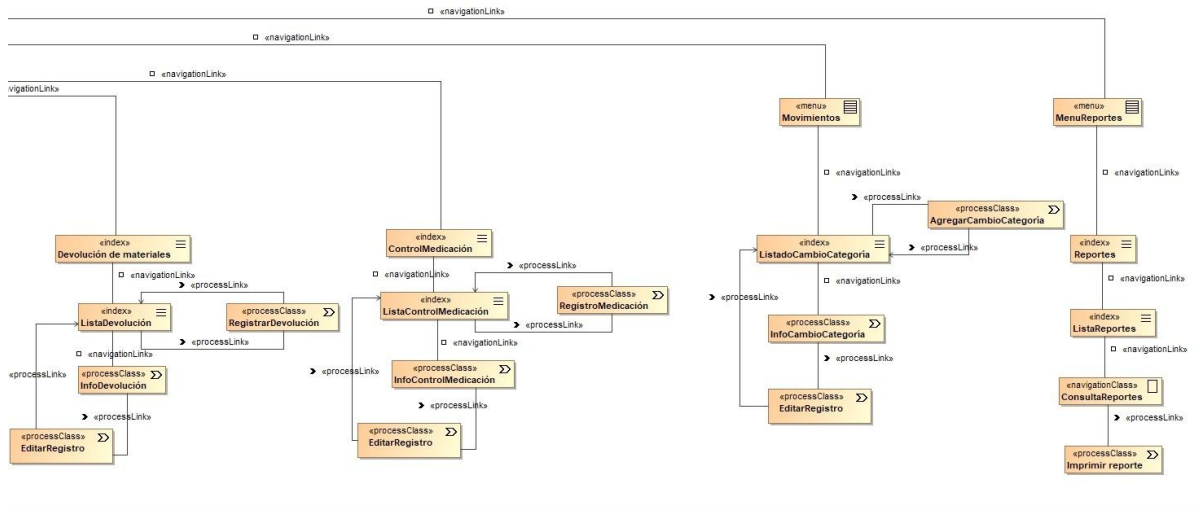 «navigationLink»
«navigationLink»
«navigationLink»
vigationLink»
«menu»
Movimientos
«menu»
MenuReportes
«navigationLink»
«navigationLink»
«processLink»
«processClass»
AgregarCambioCategoría
«processLink»
«index»
Devolución de materiales
«index»
ControlMedicación
«index»
ListadoCambioCategoría
«index»
Reportes
«navigationLink»
«processLink»
«navigationLink»
«processLink»
«navigationLink»
«navigationLink»
«index»
ListaDevolución
«processClass»
RegistrarDevolución
«index»
ListaControlMedicación
«processClass»
RegistroMedicación
«processLink»
«processClass»
InfoCambioCategoría
«index»
ListaReportes
«processLink»
«processLink»
«navigationLink»
«navigationLink»
«processLink»
«navigationLink»
«processLink»
«processClass»
InfoDevolución
«processLink»
«processClass»
InfoControlMedicación
«navigationClass»
ConsultaReportes
«processLink»
«processLink»
«processClass»
EditarRegistro
«processLink»
«processClass»
EditarRegistro
«processClass»
EditarRegistro
«processClass»
Imprimir reporte